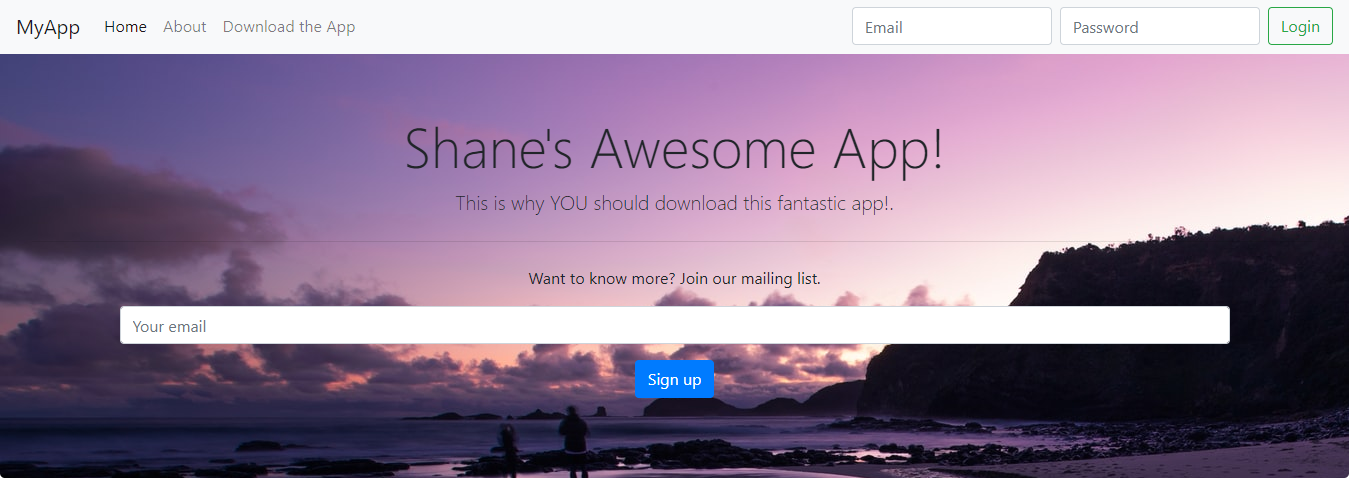 MyApp Home About Download the App Email Password Login
Shane's Awesome App!
This is why YOU should download this fantastic app!.
Want to know more? Join our mailing list.
Your email
Sign up